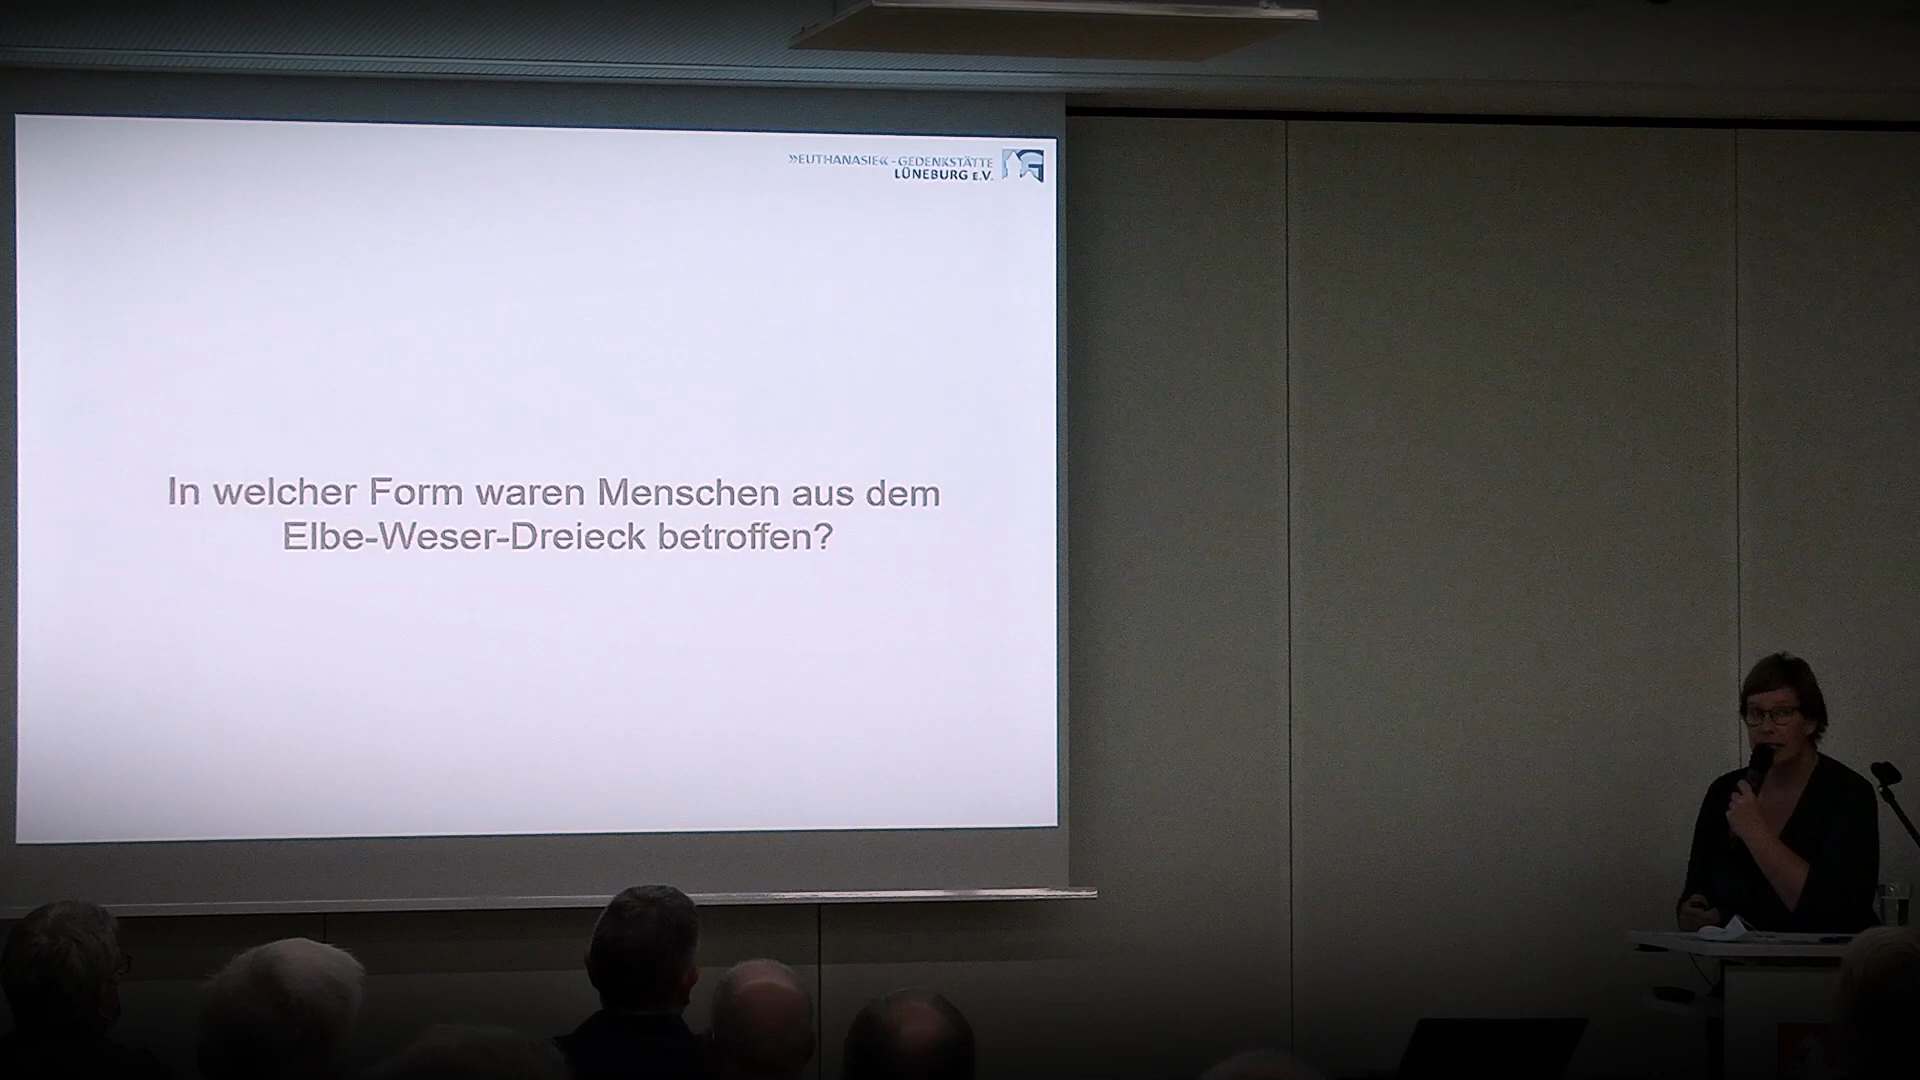 »EUTHANASIE« - GEDENKSTÄTTE
LÜNEBURG E.V.
In welcher Form waren Menschen aus dem
Elbe-Weser-Dreieck betroffen?